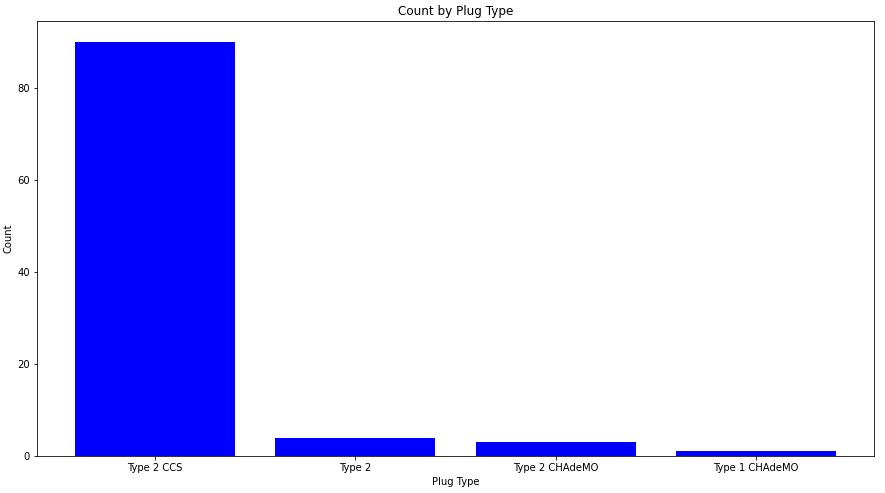 Count by Plug Type
80
60
40
20
0
Count
Type 2 CCS
Type 2
Type 2 CHAdeMO
Type 1 CHAdeMO
Plug Type